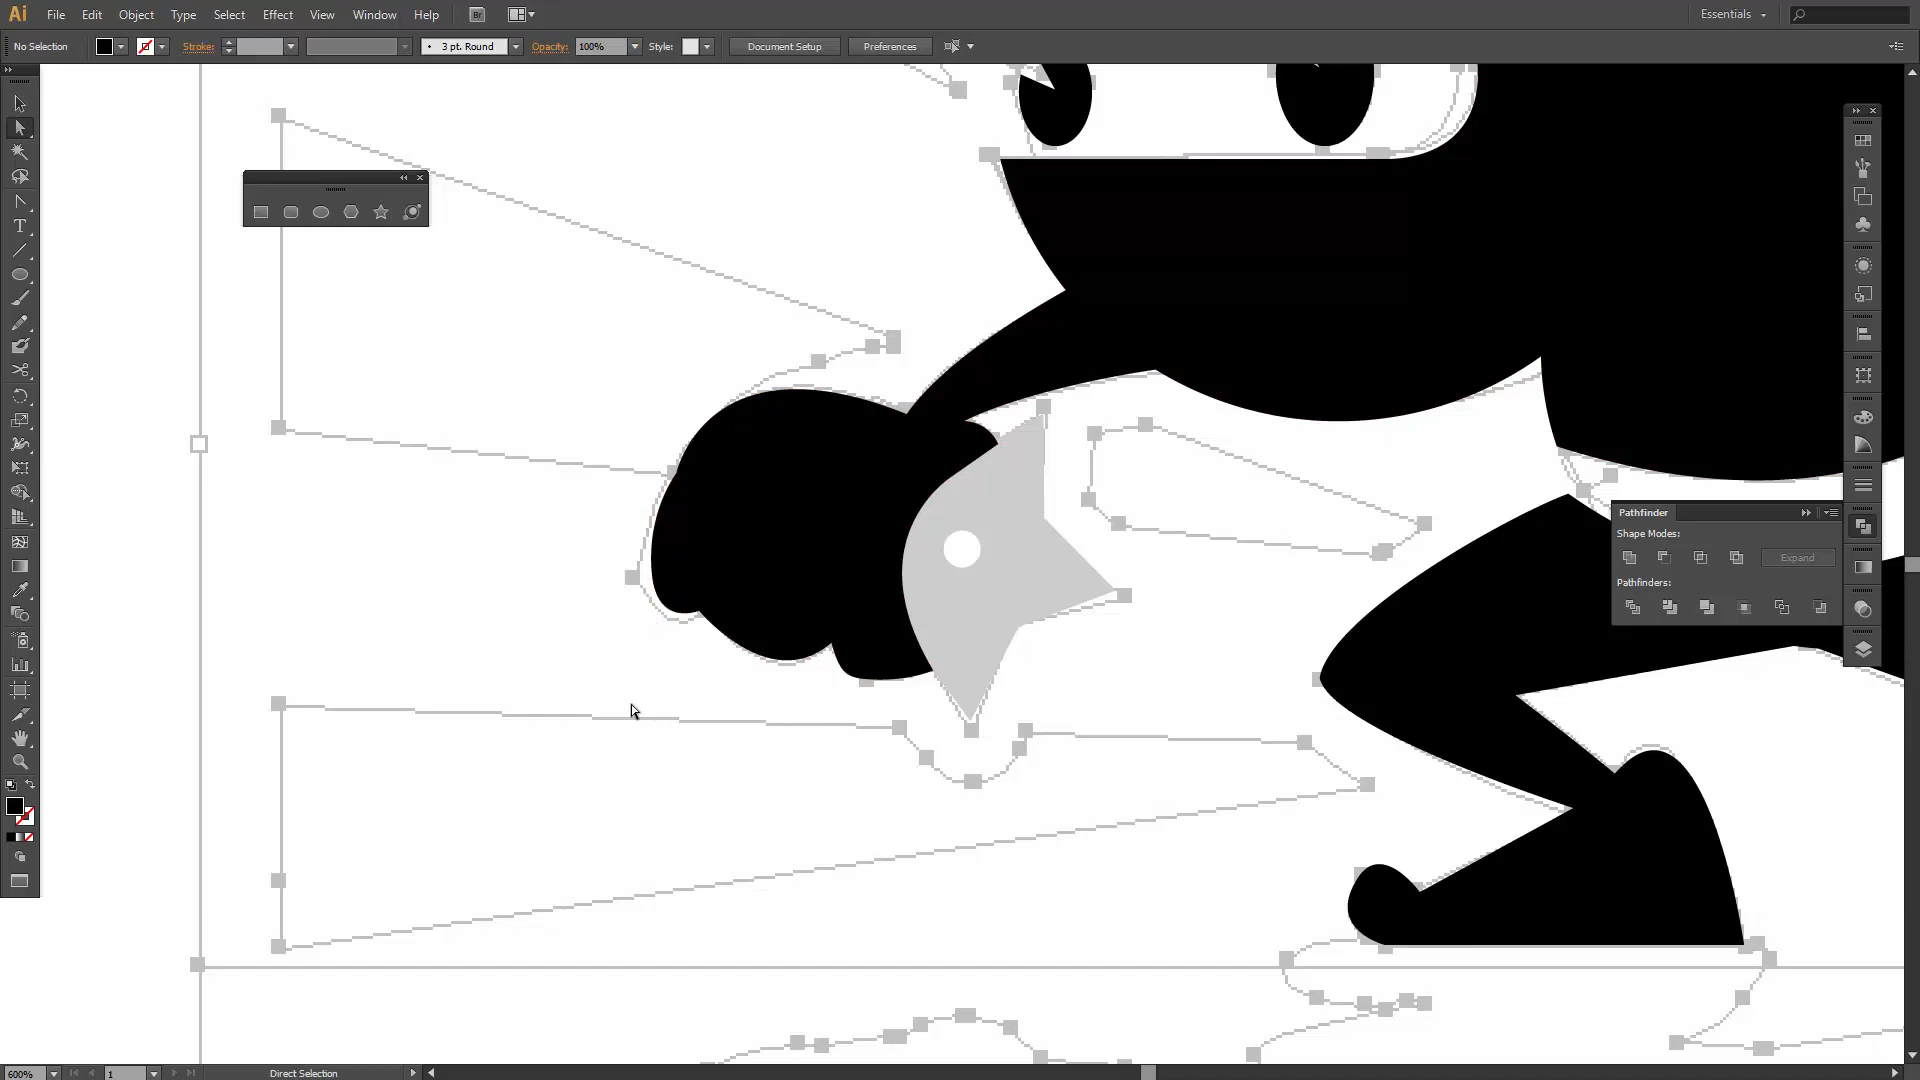 Ai File Edit Object Type Select Effect View Window Help Br Essentials
No Selection Stroke: 3 pt. Round Opacity: 100% Style: Document Setup Preferences
Pathfinder
Shape Modes:
Expand
Pathfinders:
600% 1 Direct Selection